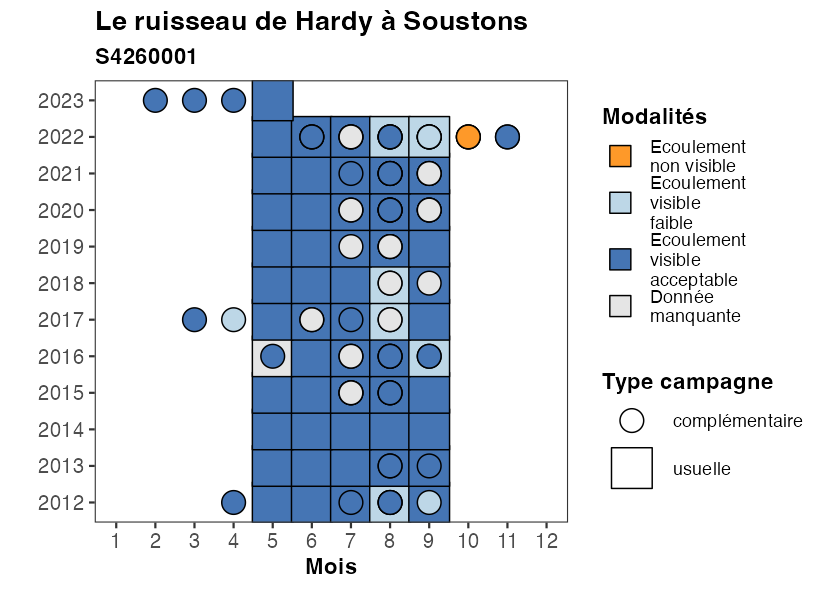 Le ruisseau de Hardy à Soustons
S4260001
2023
2022
2021
2020
2019
2018
2017
2016
2015
2014
2013
2012
1 2 3 4 5 6 7 8 9 10 11 12
Mois
Modalités
Ecoulement
non visible
Ecoulement
visible
faible
Ecoulement
visible
acceptable
Donnée
manquante
Type campagne
complémentaire
usuelle